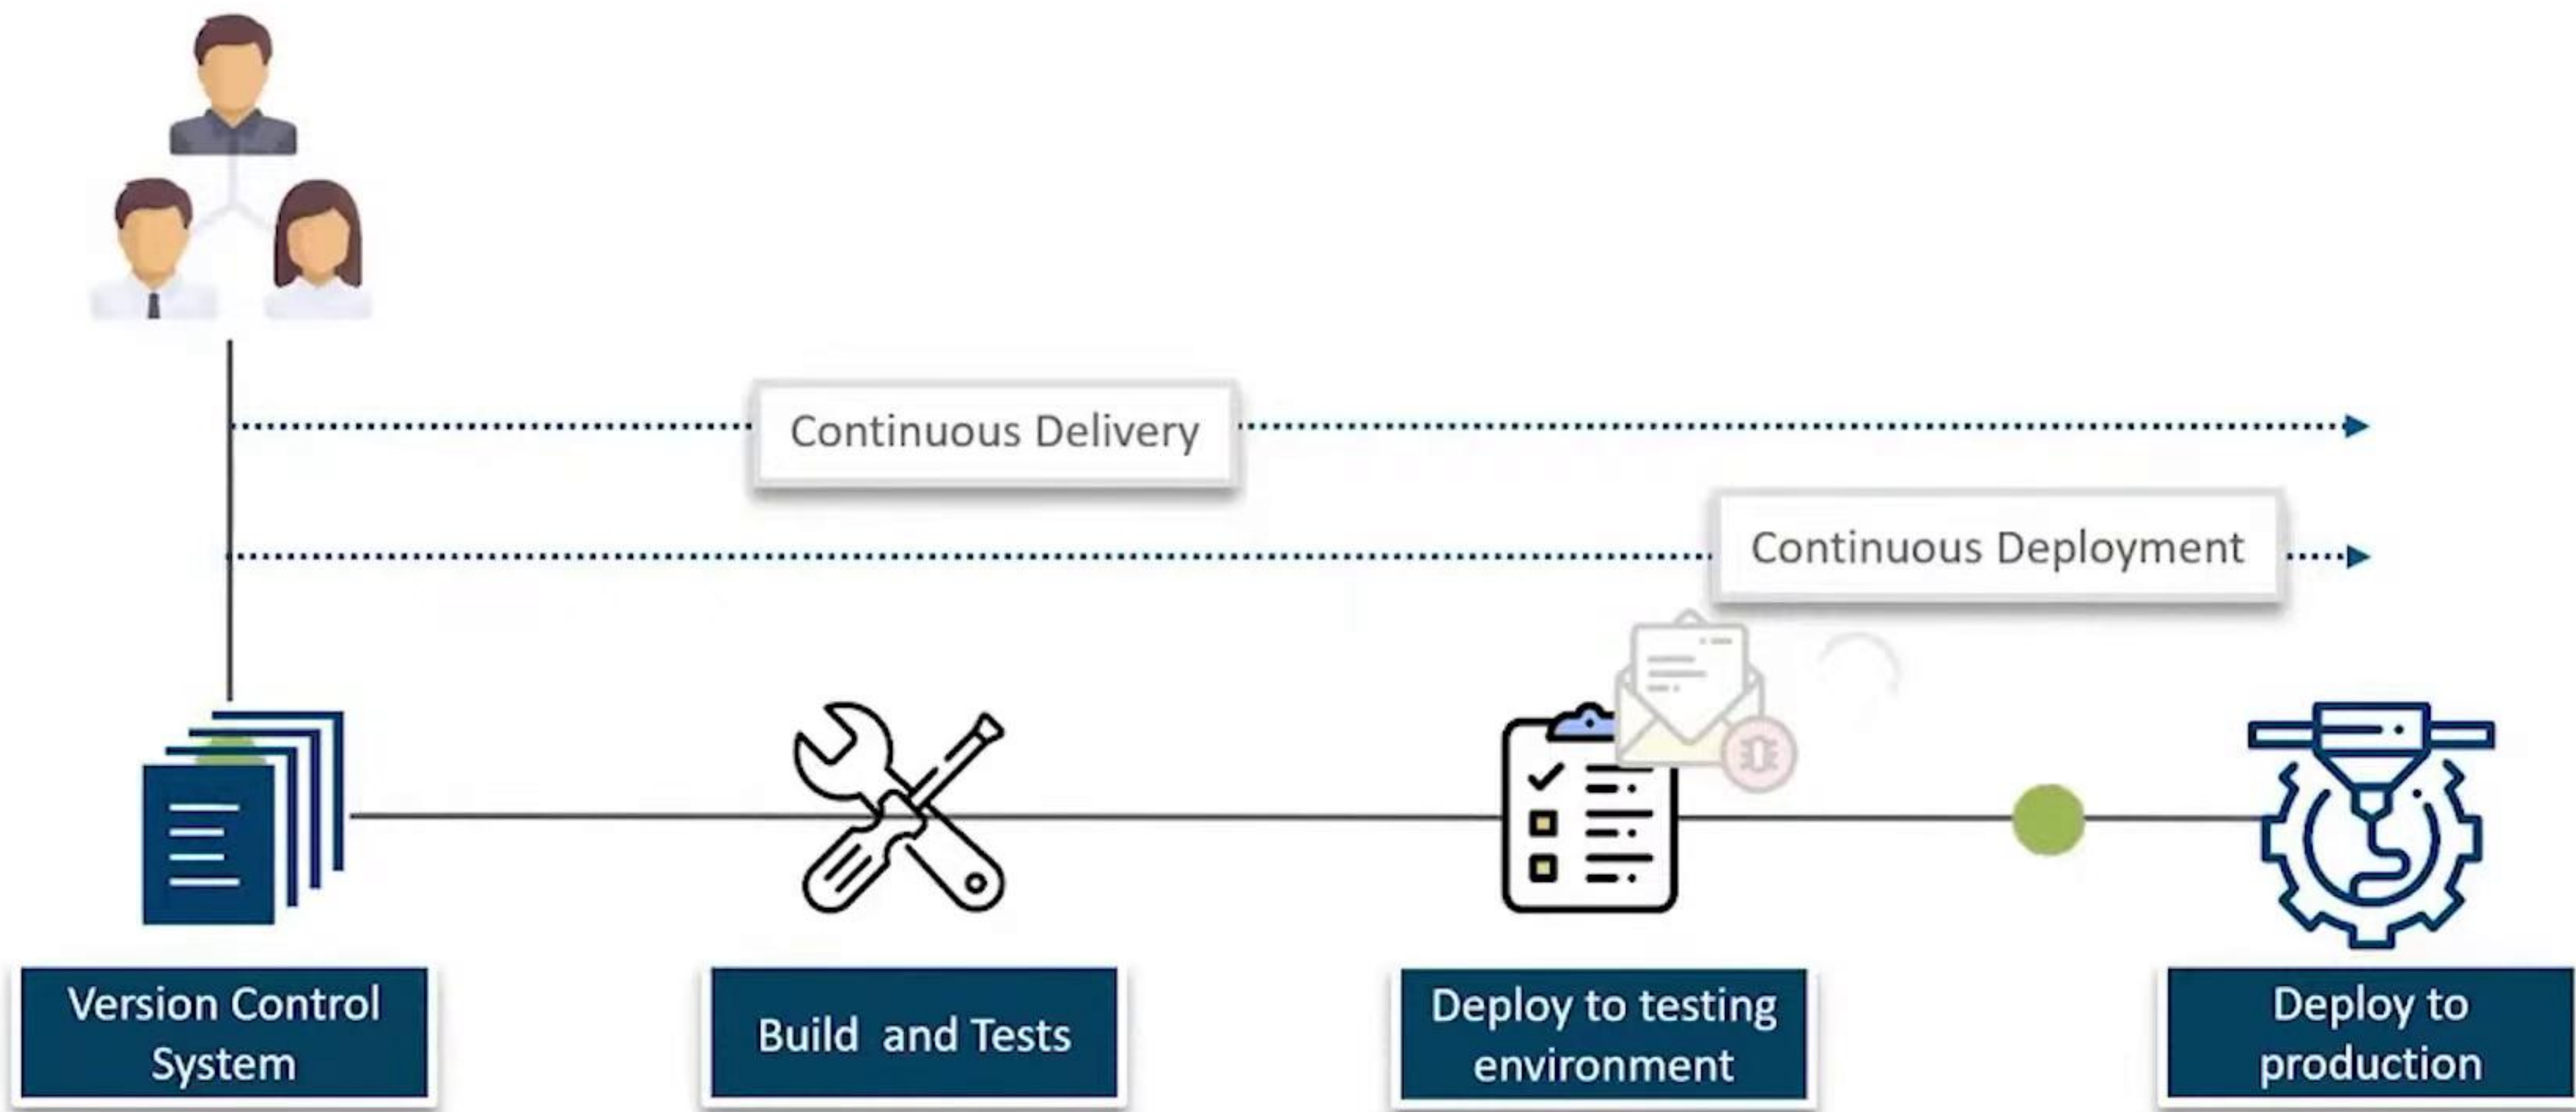 Continuous Delivery
Continuous Deployment
Version Control
System
Build and Tests
Deploy to testing
environment
Deploy to
production